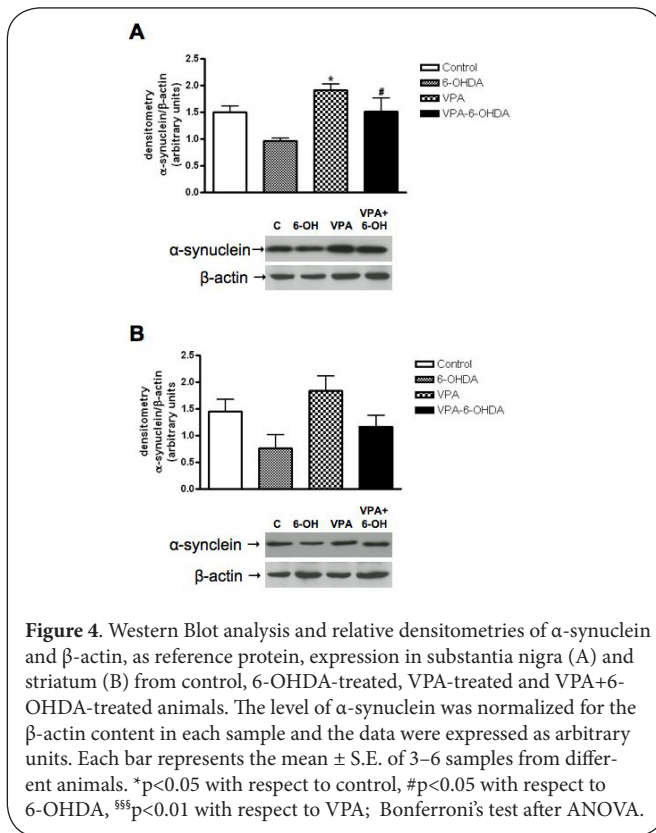 A
densitometry
α-synuclein/β-actin
(arbitrary units)
2.5
2.0
1.5
1.0
0.5
0.0
*
#
Control
6-OHDA
VPA
VPA-6-OHDA
C 6-OH VPA VPA+
6-OH
α-synuclein→
β-actin →
B
densitometry
α-synuclein/β-actin
(arbitrary units
2.5
2.0
1.5
1.0
0.5
0.0
Control
6-OHDA
VPA
VPA-6-OHDA
C 6-OH VPA VPA+
6-OH
α-synclein →
β-actin →
Figure 4. Western Blot analysis and relative densitometries of α-synuclein
and β-actin, as reference protein, expression in substantia nigra (A) and
striatum (B) from control, 6-OHDA-treated, VPA-treated and VPA+6-
OHDA-treated animals. The level of α-synuclein was normalized for the
β-actin content in each sample and the data were expressed as arbitrary
units. Each bar represents the mean ± S.E. of 3–6 samples from differ-
ent animals. *p<0.05 with respect to control, #p<0.05 with respect to
6-OHDA, §§§p<0.01 with respect to VPA; Bonferroni's test after ANOVA.